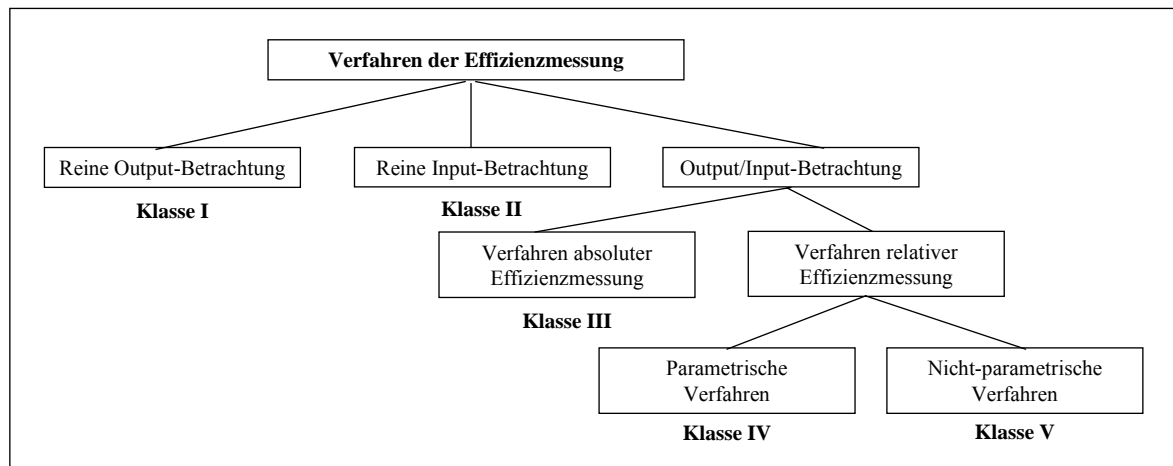 Verfahren der Effizienzmessung
Reine Output-Betrachtung
Reine Input-Betrachtung
Output/Input-Betrachtung
Klasse I
Klasse II
Verfahren absoluter
Effizienzmessung
Verfahren relativer
Effizienzmessung
Klasse III
Parametrische
Verfahren
Nicht-parametrische
Verfahren
Klasse IV
Klasse V